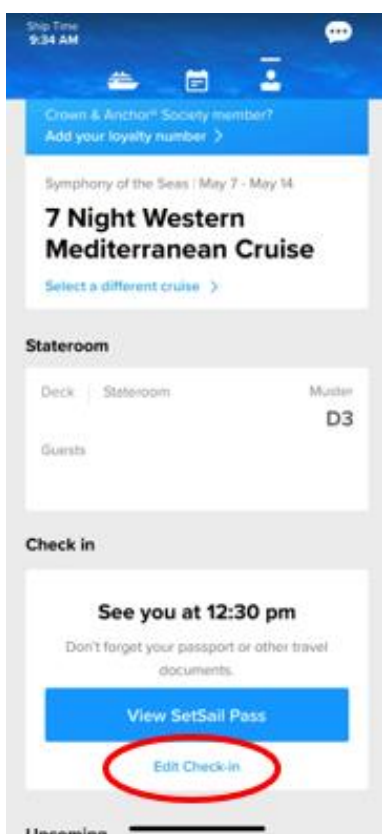 Ship Time
9:34 AM
Crown & Anchor® Society member?
Add your loyalty number >
Symphony of the Seas | May 7 - May 14
7 Night Western
Mediterranean Cruise
Select a different cruise >
Stateroom
Deck | Stateroom Muster
D3
Guests
Check in
See you at 12:30 pm
Don't forget your passport or other travel
documents.
View SetSail Pass
Edit Check-in
Upcoming